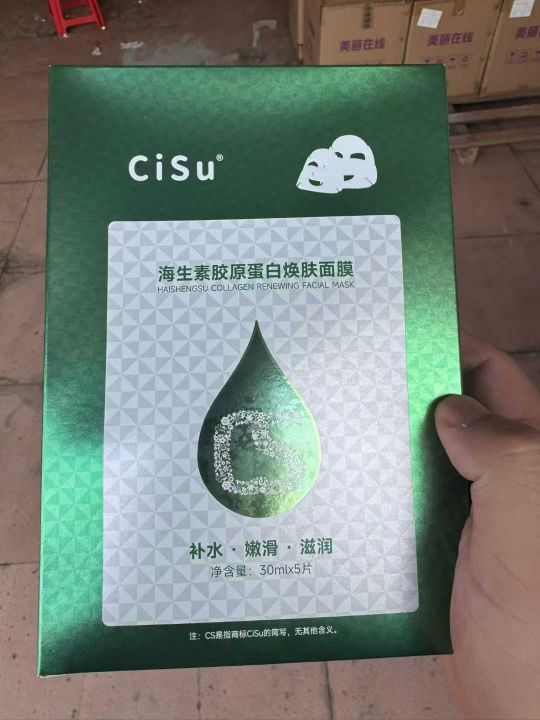 美丽在线
美丽在线
CiSu®
海生素胶原蛋白焕肤面膜
HAISHENGSU COLLAGEN RENEWING FACIAL MASK
CS
补水 · 嫩滑 · 滋润
净含量：30mlx5片
注：CS是指商标CiSu的简写，无其他含义。